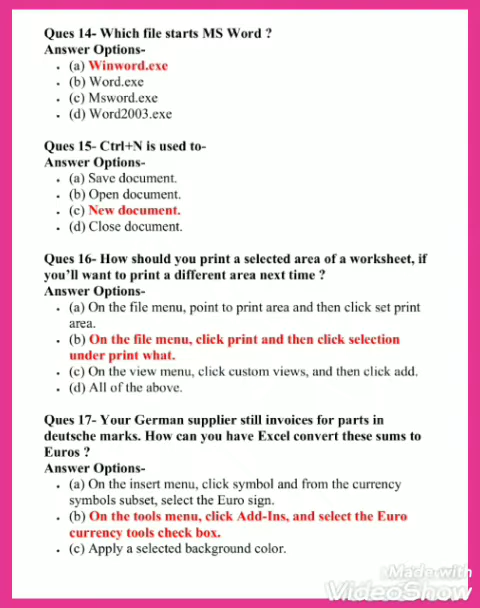 Ques 14- Which file starts MS Word ?
Answer Options-
• (a) Winword.exe
• (b) Word.exe
• (c) Msword.exe
• (d) Word2003.exe
Ques 15- Ctrl+N is used to-
Answer Options-
• (a) Save document.
• (b) Open document.
• (c) New document.
• (d) Close document.
Ques 16- How should you print a selected area of a worksheet, if
you'll want to print a different area next time ?
Answer Options-
• (a) On the file menu, point to print area and then click set print
area.
• (b) On the file menu, click print and then click selection
under print what.
• (c) On the view menu, click custom views, and then click add.
• (d) All of the above.
Ques 17- Your German supplier still invoices for parts in
deutsche marks. How can you have Excel convert these sums to
Euros ?
Answer Options-
• (a) On the insert menu, click symbol and from the currency
symbols subset, select the Euro sign.
• (b) On the tools menu, click Add-Ins, and select the Euro
currency tools check box.
• (c) Apply a selected background color.
Made with
VideoShow